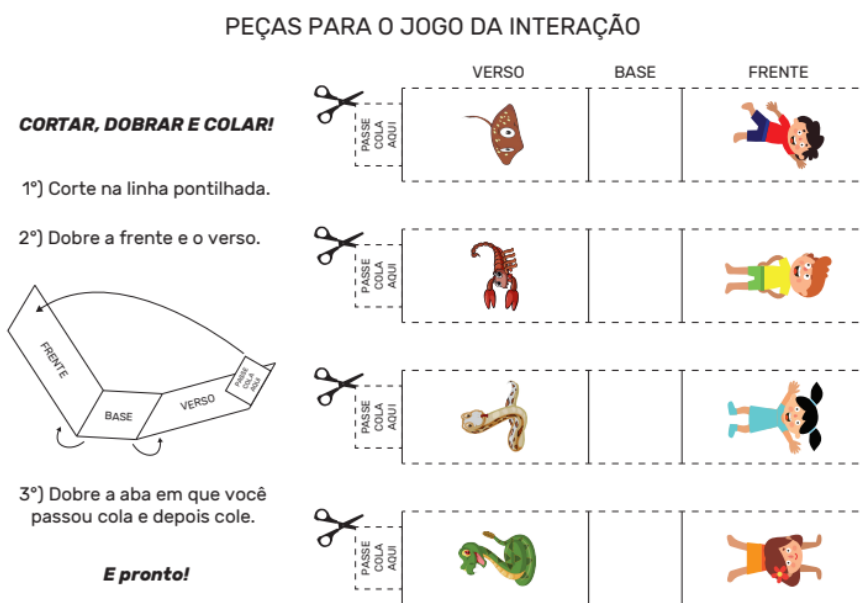 PEÇAS PARA O JOGO DA INTERAÇÃO
CORTAR, DOBRAR E COLAR!
1º) Corte na linha pontilhada.
2º) Dobre a frente e o verso.
FRENTE
BASE
VERSO
PASSE
COLA
AQUI
3º) Dobre a aba em que você
passou cola e depois cole.
E pronto!
VERSO
BASE
FRENTE
PASSE
COLA
AQUI
PASSE
COLA
AQUI
PASSE
COLA
AQUI
PASSE
COLA
AQUI